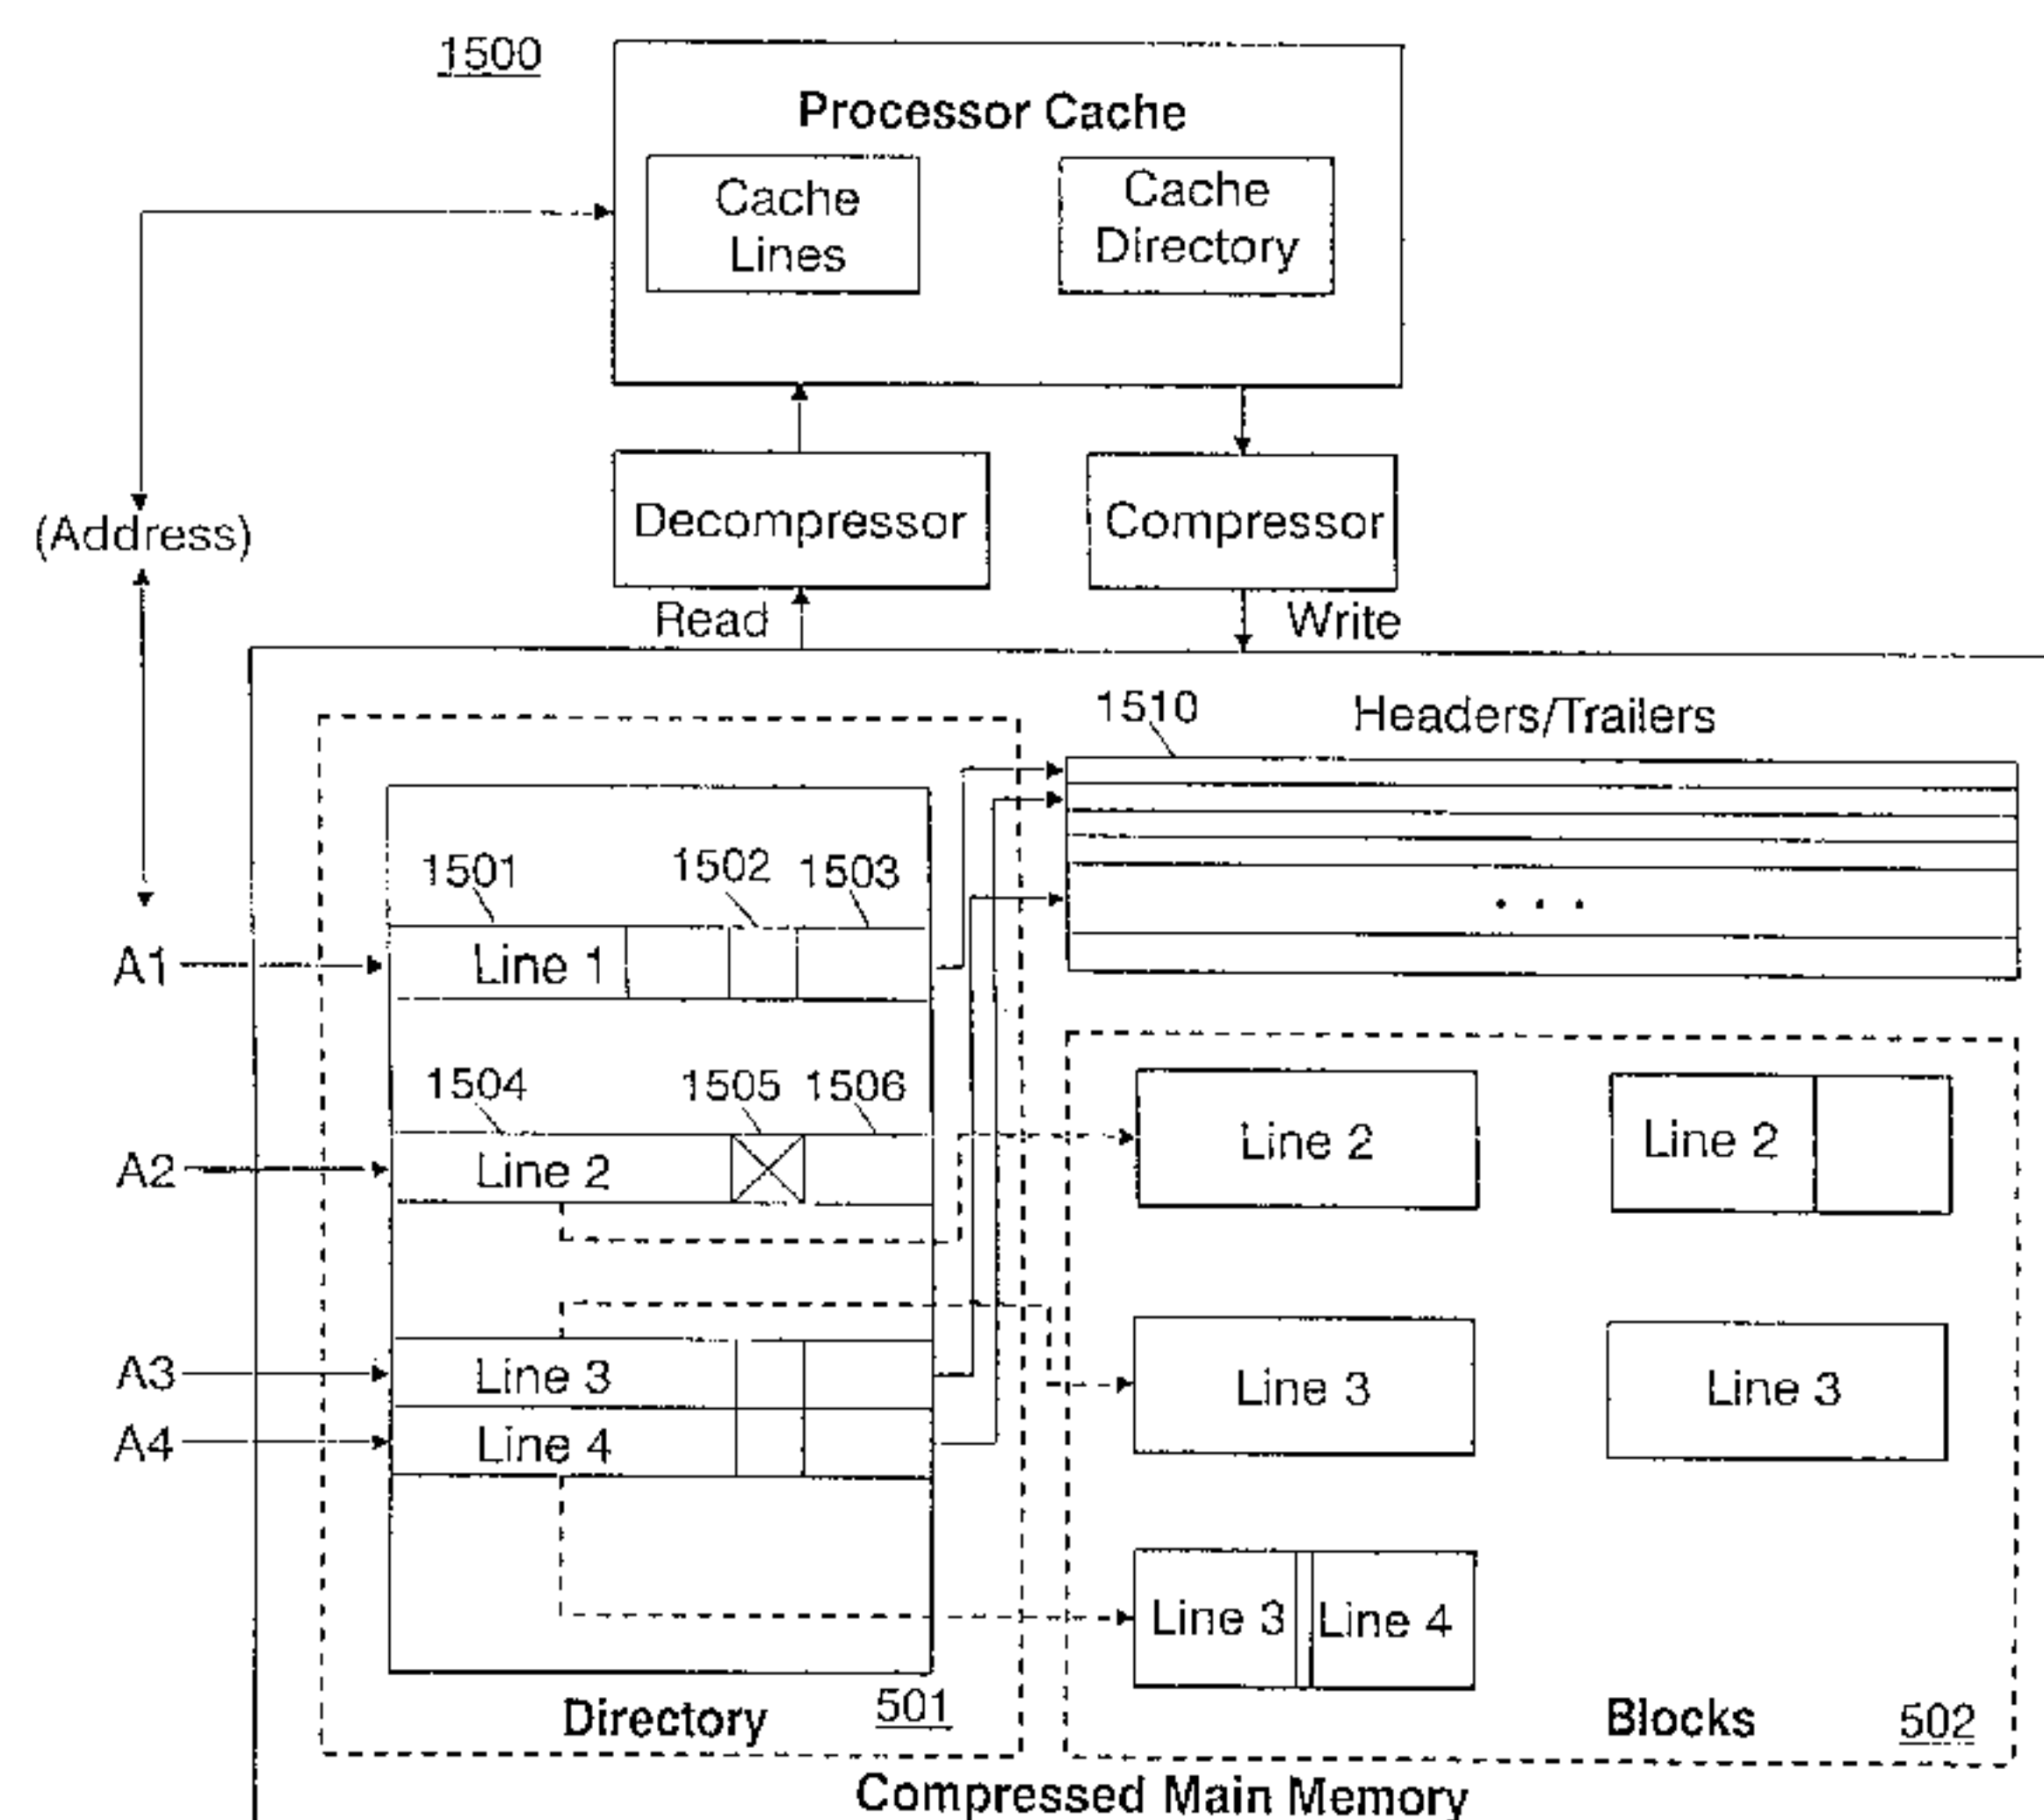 1500
Processor Cache
Cache
Lines
Cache
Directory
(Address)
Decompressor
Compressor
Read
Write
1510
Headers/Trailers
1501
1502
1503
A1
Line 1
. . .
1504
1505
1506
A2
Line 2
Line 2
Line 2
A3
Line 3
Line 3
Line 3
A4
Line 4
Line 3
Line 4
Directory
501
Blocks
502
Compressed Main Memory